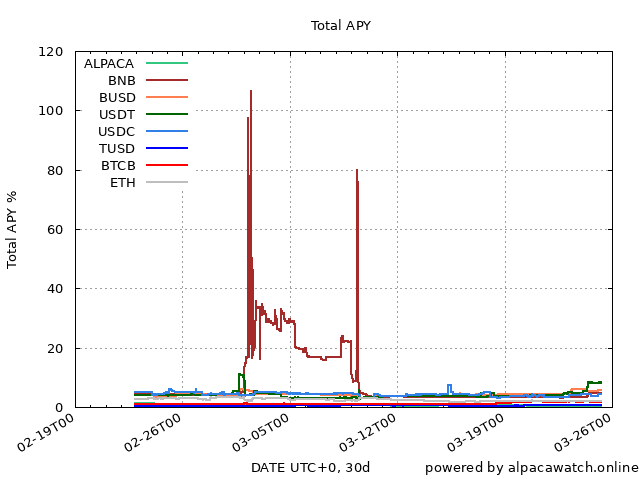 Total APY
120
100
80
60
40
20
0
Total APY %
ALPACA
BNB
BUSD
USDT
USDC
TUSD
BTCB
ETH
02-19T00
02-26T00
03-05T00
03-12T00
03-19T00
03-26T00
DATE UTC+0, 30d
powered by alpacawatch.online